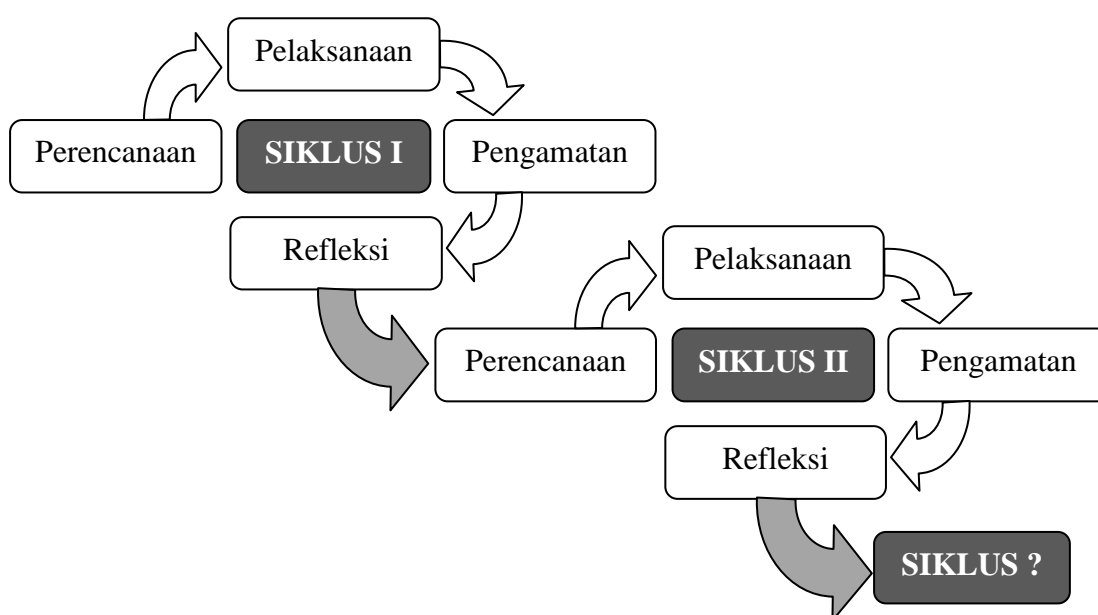 Pelaksanaan
Perencanaan
SIKLUS I
Pengamatan
Refleksi
Pelaksanaan
Perencanaan
SIKLUS II
Pengamatan
Refleksi
SIKLUS ?